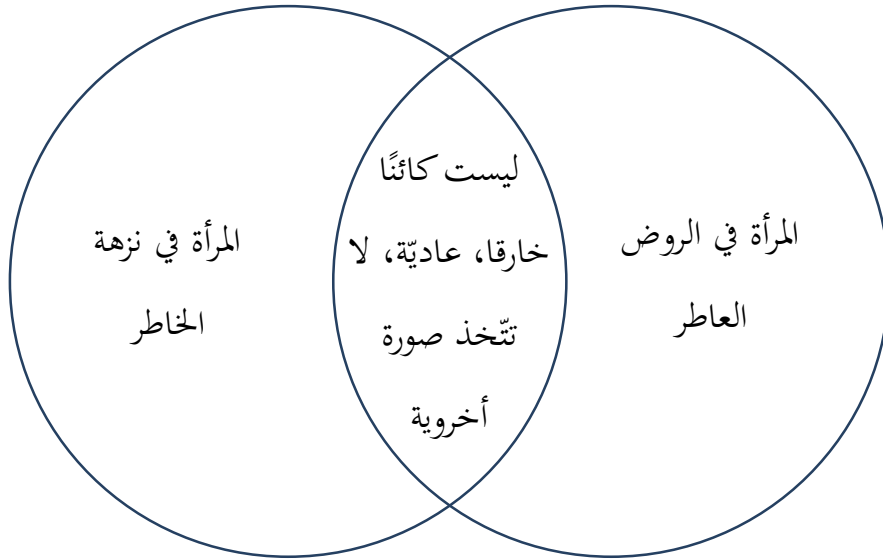 المرأة في الروض
العاطر
ليست كائنًا
خارقا، عاديّة، لا
تتّخذ صورة
أخروية
المرأة في نزهة
الخاطر